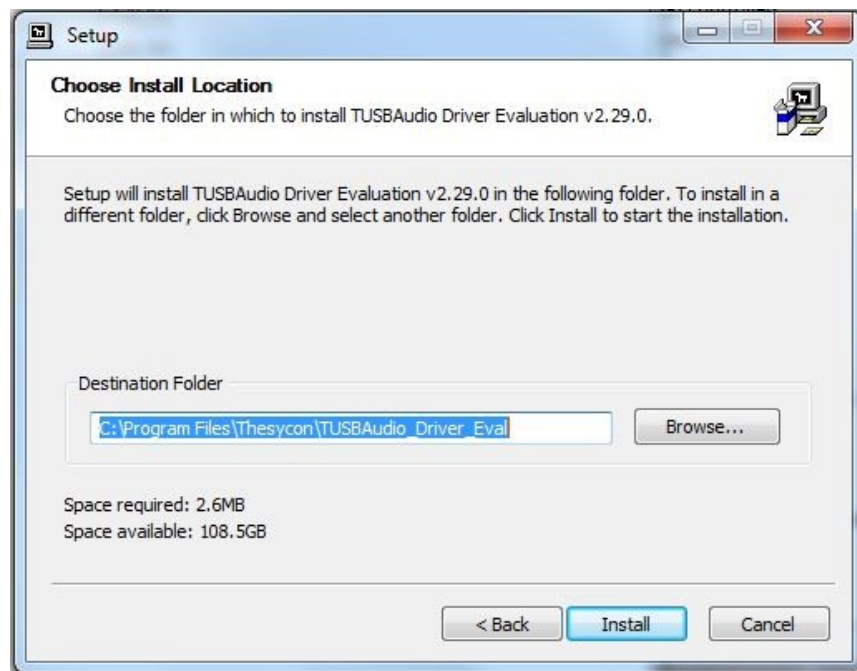 Setup
Choose Install Location
Choose the folder in which to install TUSBAudio Driver Evaluation v2.29.0.
Setup will install TUSBAudio Driver Evaluation v2.29.0 in the following folder. To install in a
different folder, click Browse and select another folder. Click Install to start the installation.
Destination Folder
C:\Program Files\Thesycon\TUSBAudio_Driver_Eval
Browse...
Space required: 2.6MB
Space available: 108.5GB
< Back
Install
Cancel